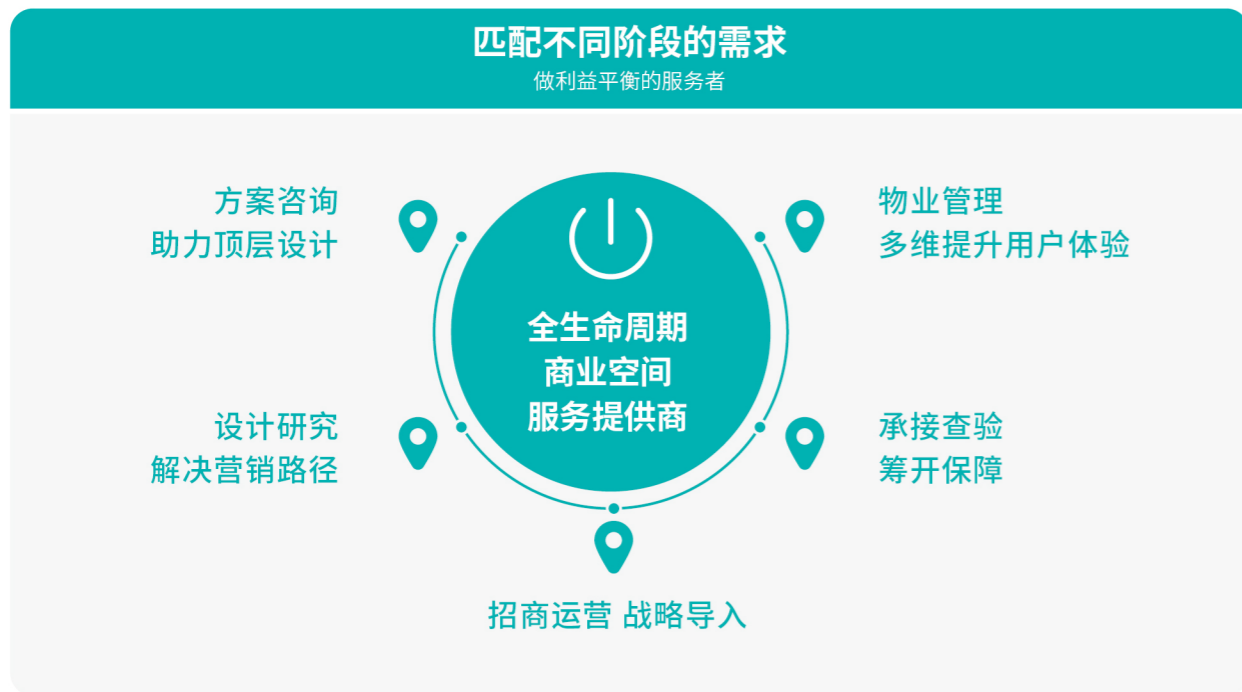 匹配不同阶段的需求
做利益平衡的服务者
方案咨询
助力顶层设计
物业管理
多维提升用户体验
全生命周期
商业空间
服务提供商
设计研究
解决营销路径
承接查验
筹开保障
招商运营 战略导入